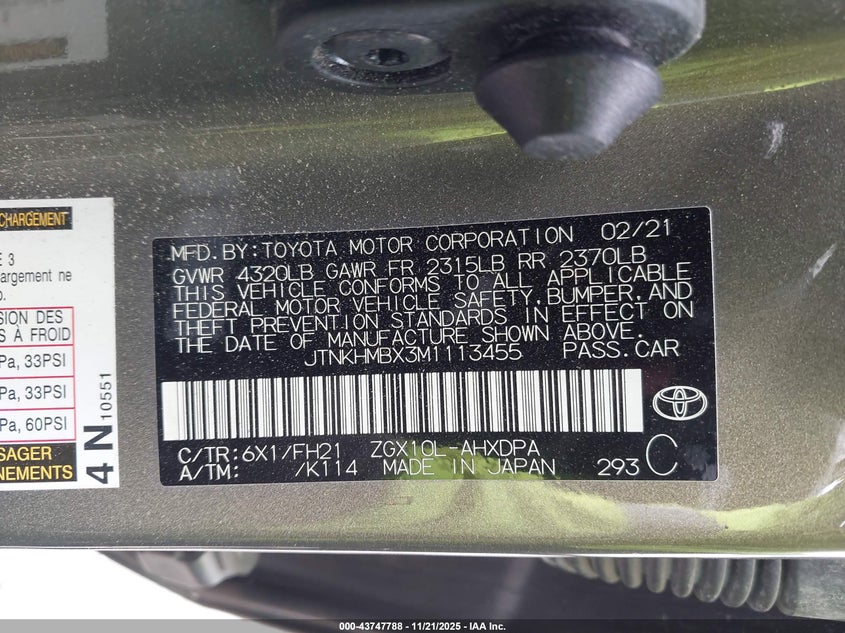 CHARGEMENT
E 3
argement ne
o.
SION DES
S À FROID
Pa, 33PSI
Pa, 33PSI
Pa, 60PSI
SAGER
NEMENTS
4 N 10551
MFD. BY: TOYOTA MOTOR CORPORATION 02/21
GVWR 4320LB GAWR FR 2315LB RR 2370LB
THIS VEHICLE CONFORMS TO ALL APPLICABLE
FEDERAL MOTOR VEHICLE SAFETY, BUMPER, AND
THEFT PREVENTION STANDARDS IN EFFECT ON
THE DATE OF MANUFACTURE SHOWN ABOVE.
JTNKHMBX3M1113455 PASS. CAR
C/TR: 6X1/FH21 ZGX10L-AHXDPA
A/TM: /K114 MADE IN JAPAN 293 C
000-43747788 - 11/21/2025 - IAA Inc.